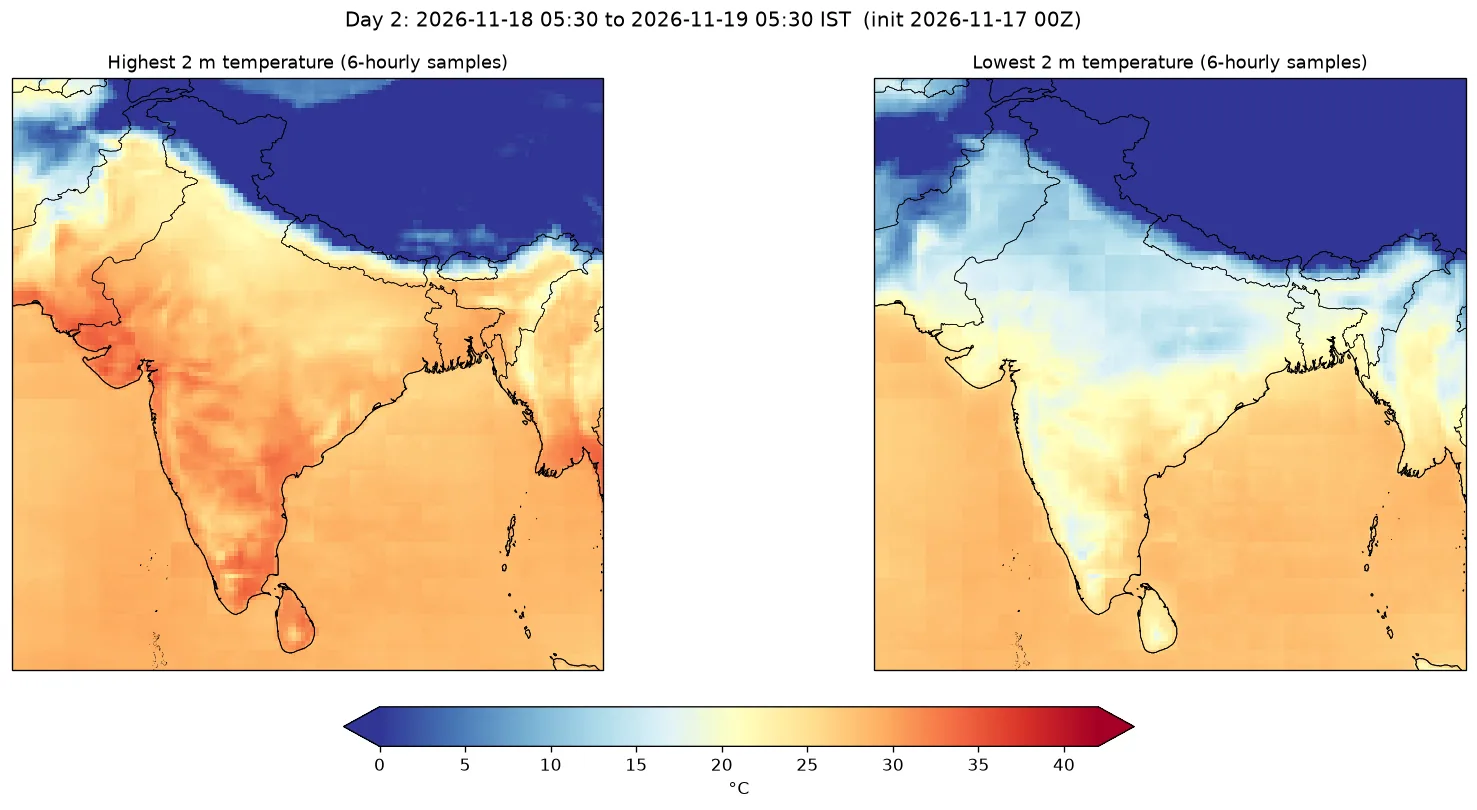 Day 2: 2026-11-18 05:30 to 2026-11-19 05:30 IST (init 2026-11-17 00Z)
Highest 2 m temperature (6-hourly samples)
Lowest 2 m temperature (6-hourly samples)
0 5 10 15 20 25 30 35 40
°C